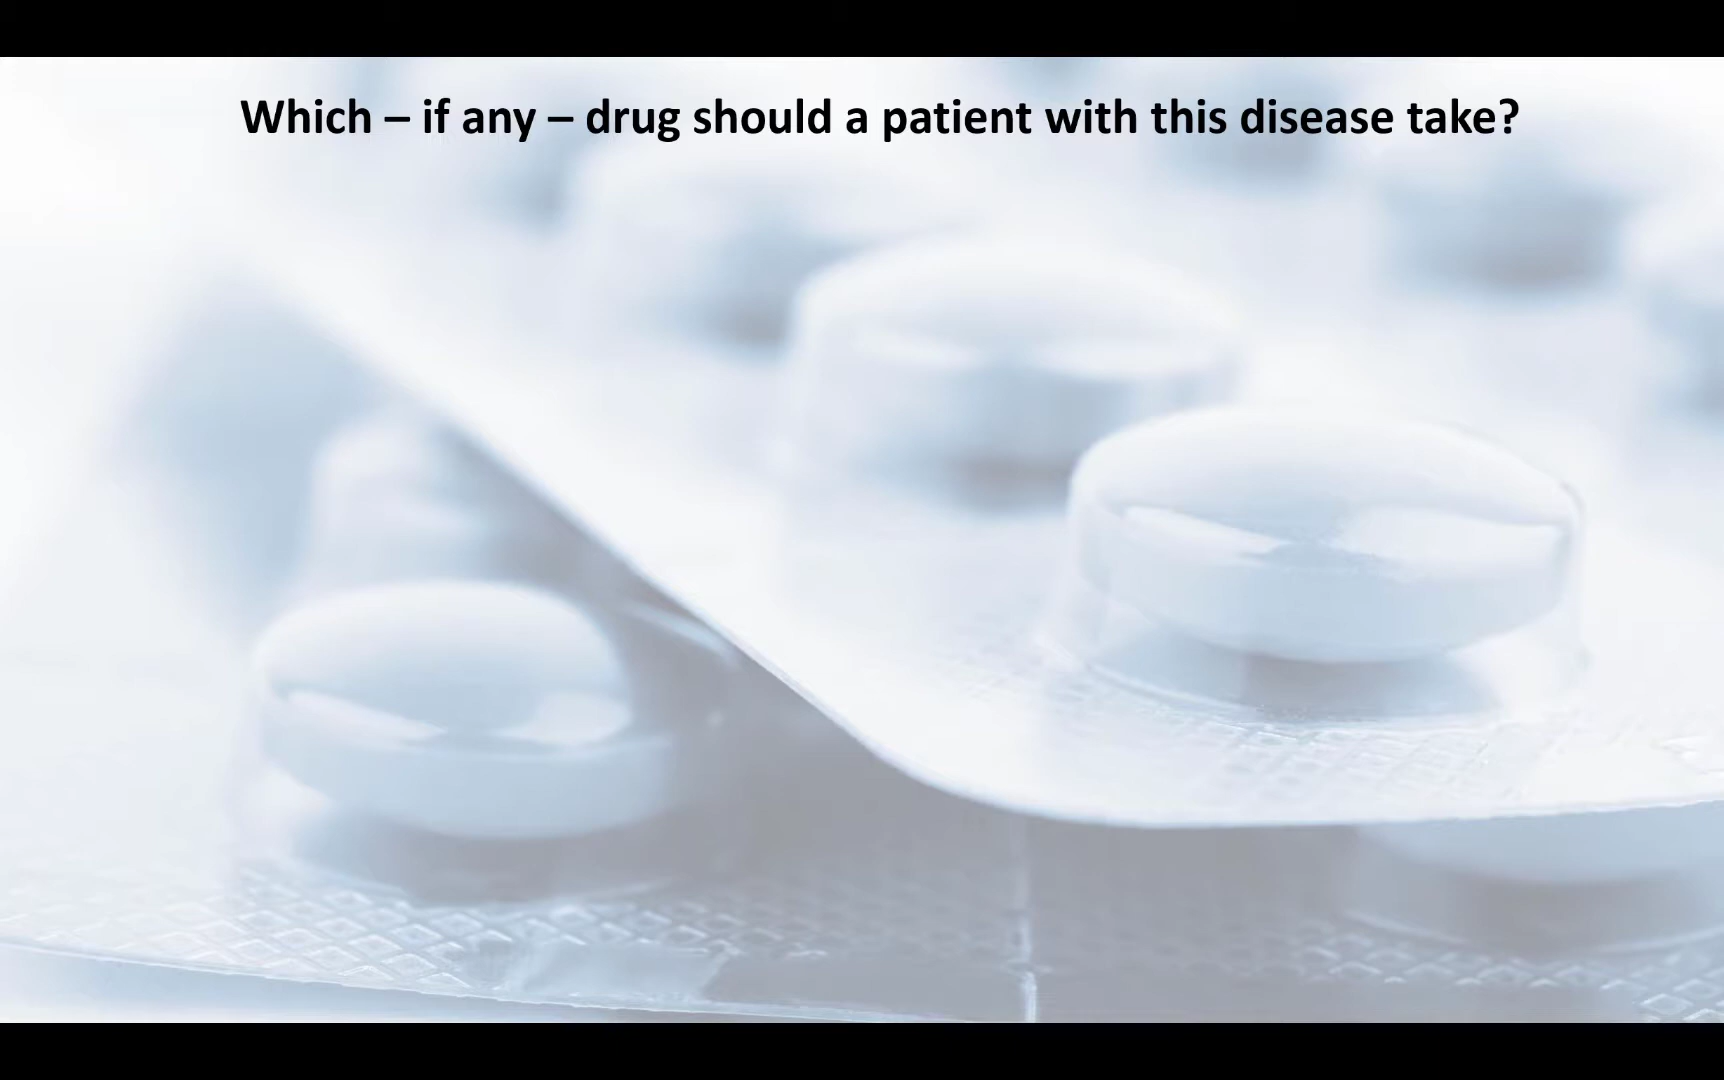 Which – if any – drug should a patient with this disease take?